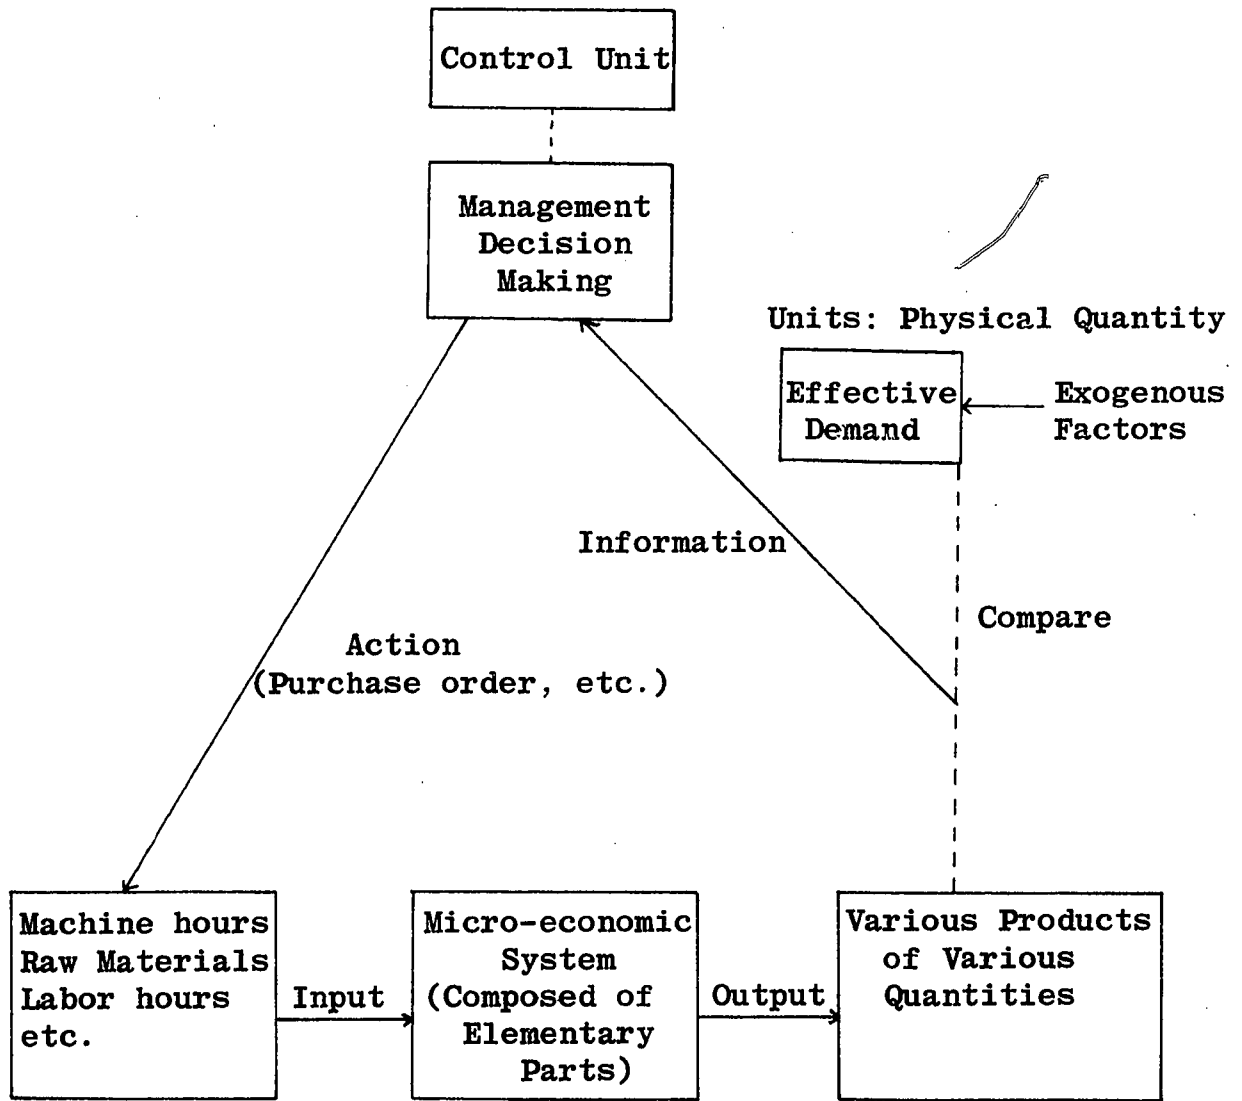 Control Unit
Management
Decision
Making
Units: Physical Quantity
Effective
Demand
Exogenous
Factors
Information
Compare
Action
(Purchase order, etc.)
Machine hours
Raw Materials
Labor hours
etc.
Input
Micro-economic
System
(Composed of
Elementary
Parts)
Output
Various Products
of Various
Quantities